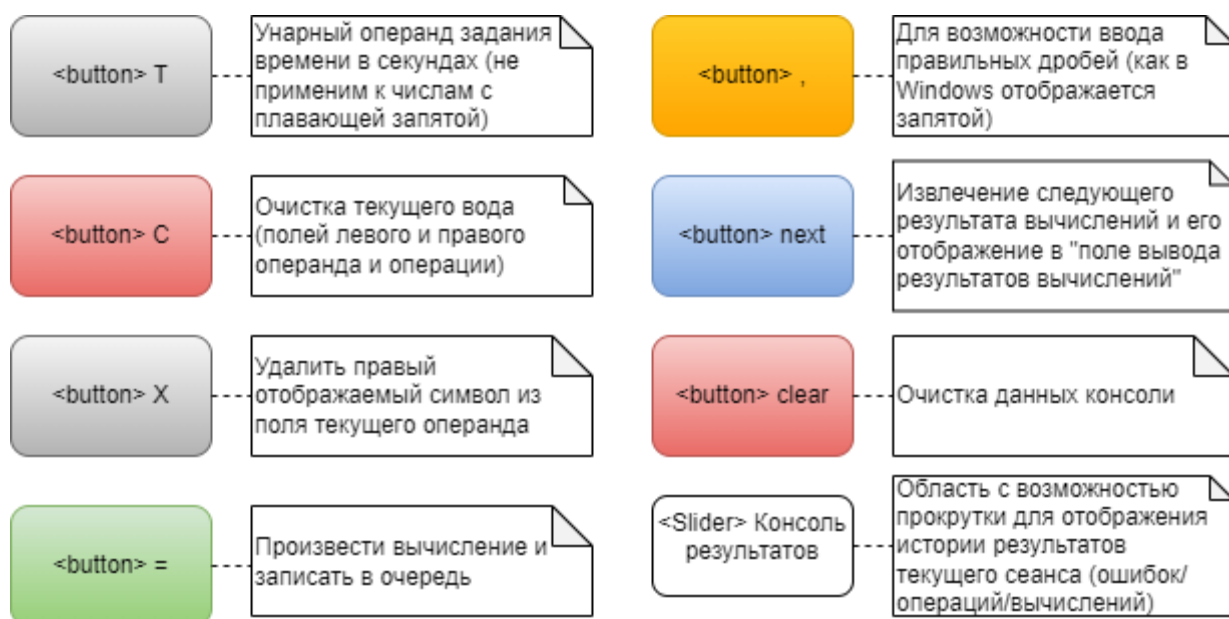 <button> T
Унарный операнд задания
времени в секундах (не
применим к числам с
плавающей запятой)
<button> ,
Для возможности ввода
правильных дробей (как в
Windows отображается
запятой)
<button> C
Очистка текущего вода
(полей левого и правого
операнда и операции)
<button> next
Извлечение следующего
результата вычислений и его
отображение в "поле вывода
результатов вычислений"
<button> X
Удалить правый
отображаемый символ из
поля текущего операнда
<button> clear
Очистка данных консоли
<button> =
Произвести вычисление и
записать в очередь
<Slider> Консоль
результатов
Область с возможностью
прокрутки для отображения
истории результатов
текущего сеанса (ошибок/
операций/вычислений)